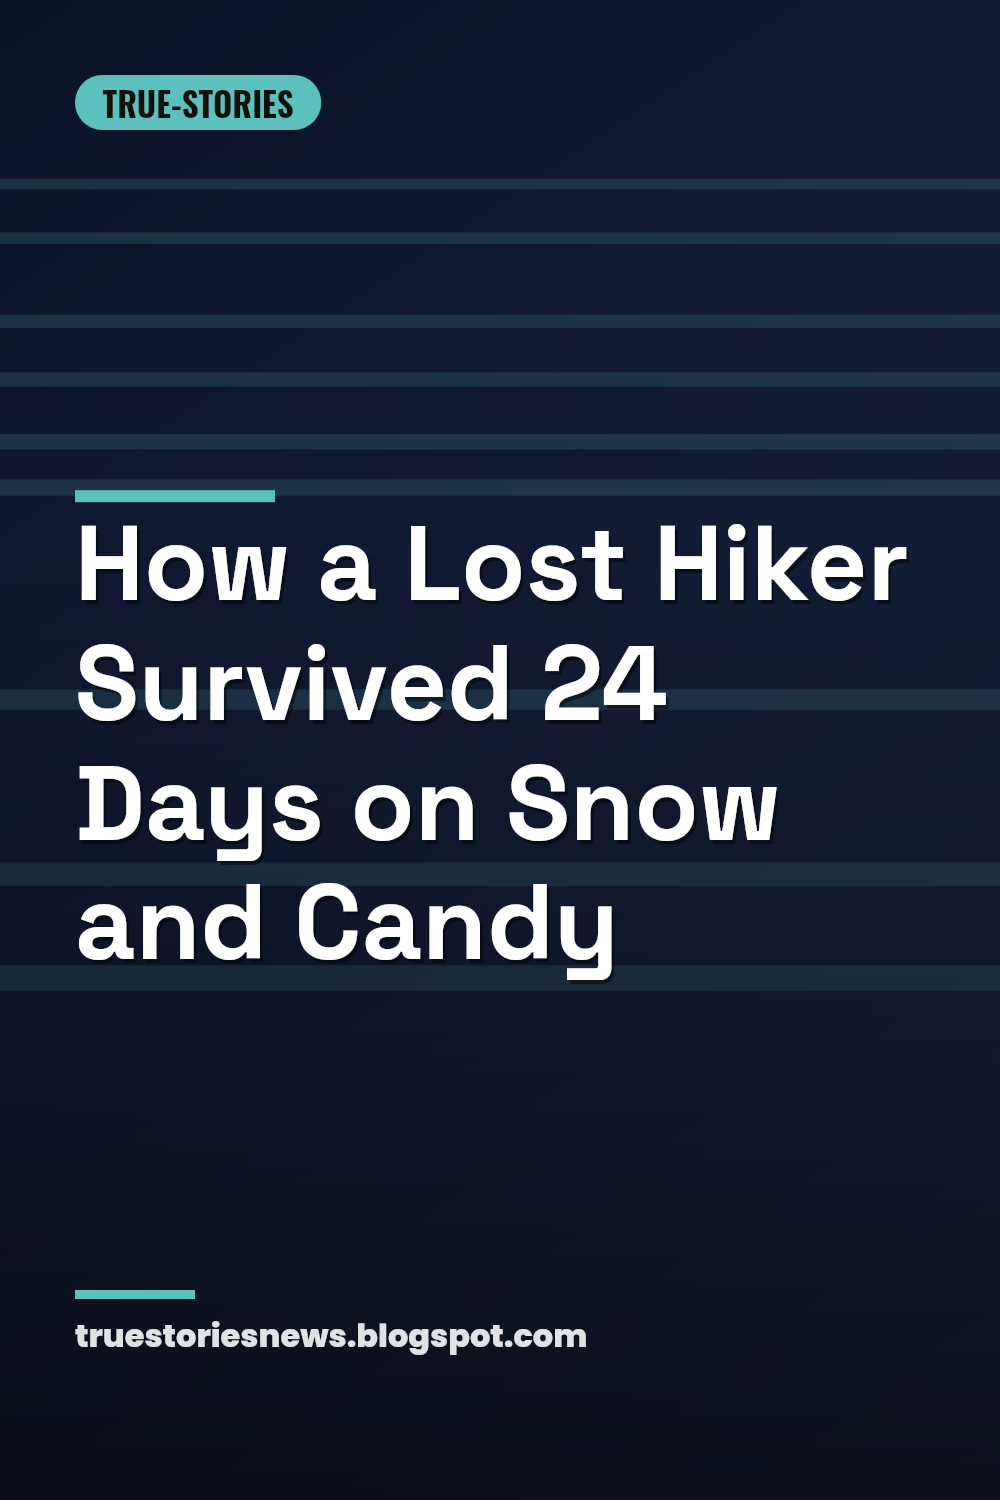 TRUE-STORIES
How a Lost Hiker
Survived 24
Days on Snow
and Candy
truestoriesnews.blogspot.com